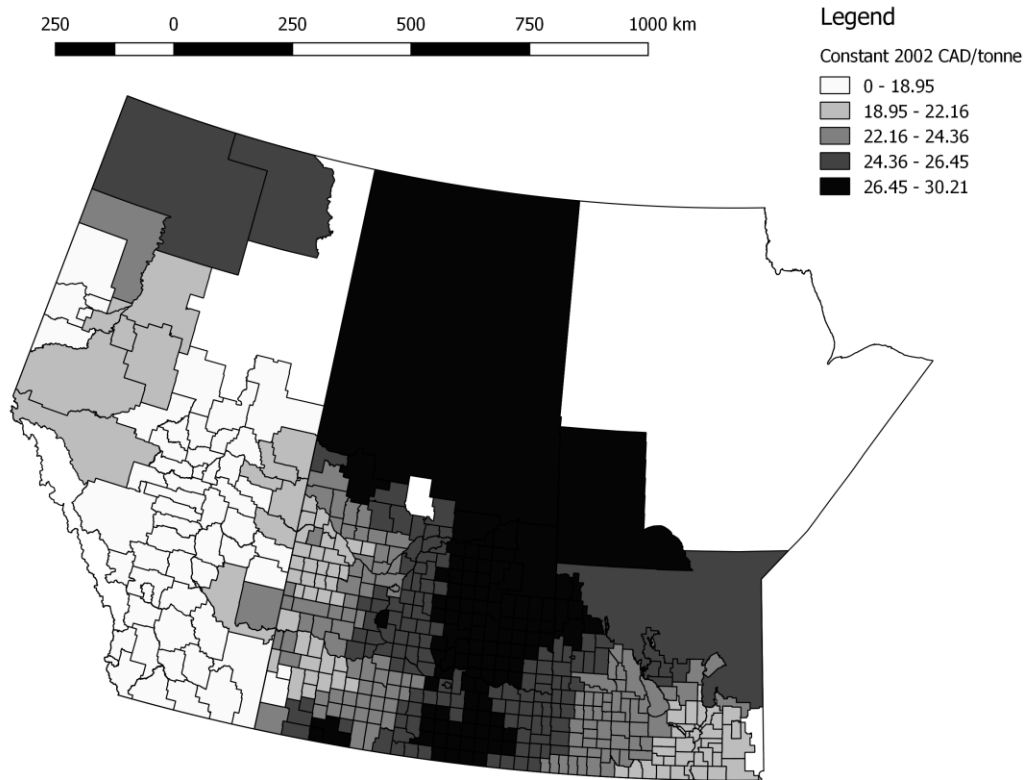 250 0 250 500 750 1000 km
Legend
Constant 2002 CAD/tonne
0 - 18.95
18.95 - 22.16
22.16 - 24.36
24.36 - 26.45
26.45 - 30.21